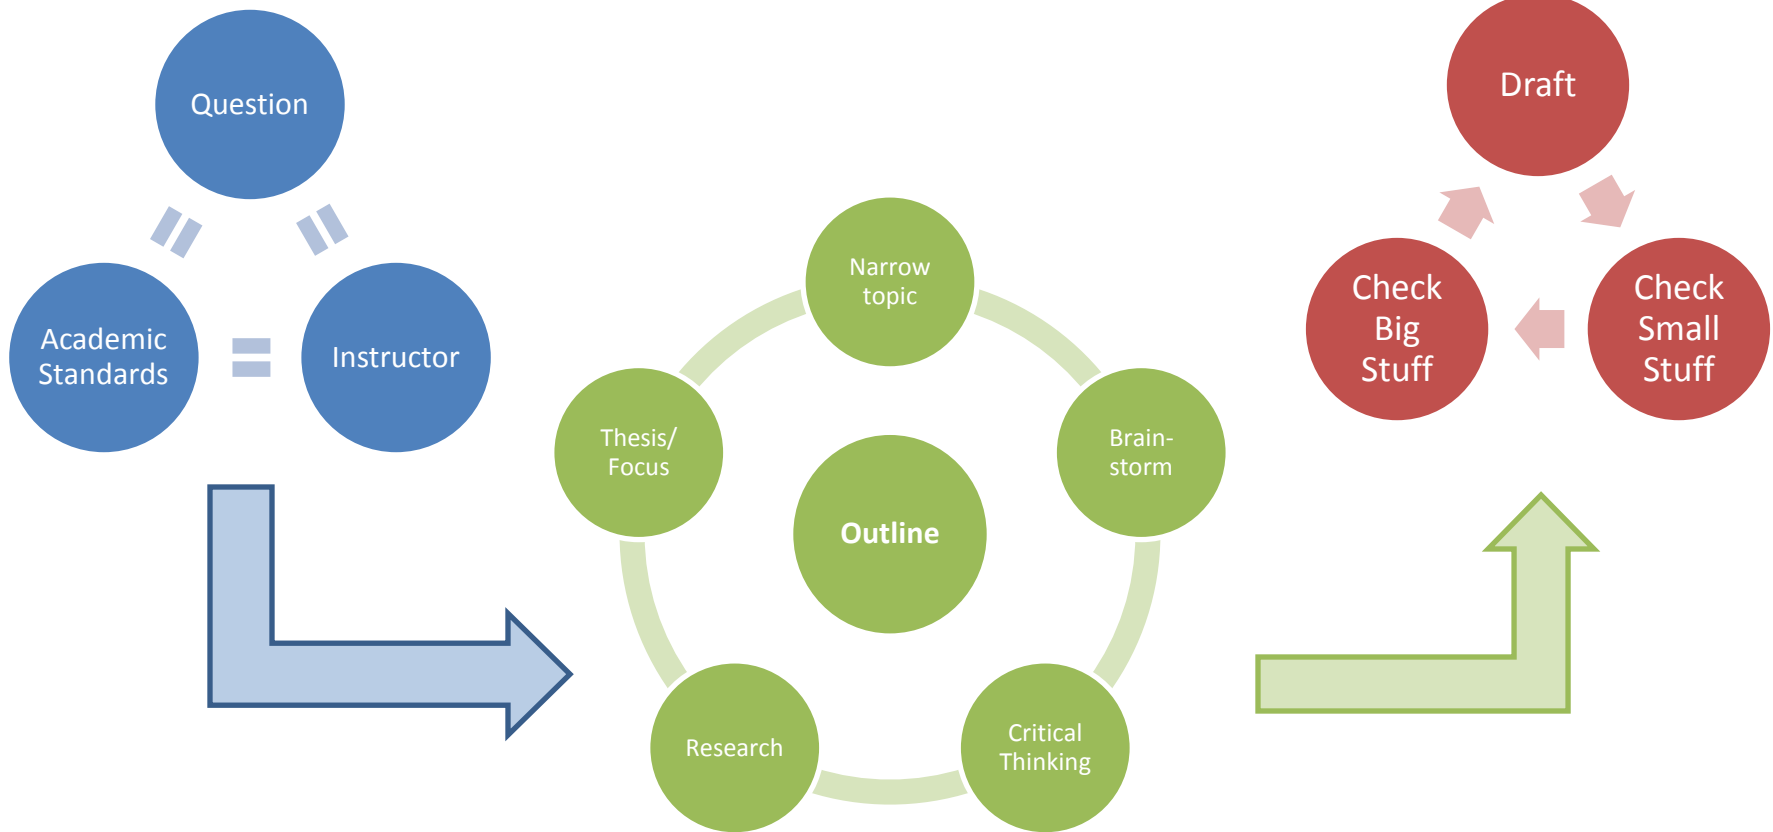 Question
Academic
Standards
Instructor
Narrow
topic
Brain-
storm
Critical
Thinking
Research
Thesis/
Focus
Outline
Draft
Check
Small
Stuff
Check
Big
Stuff